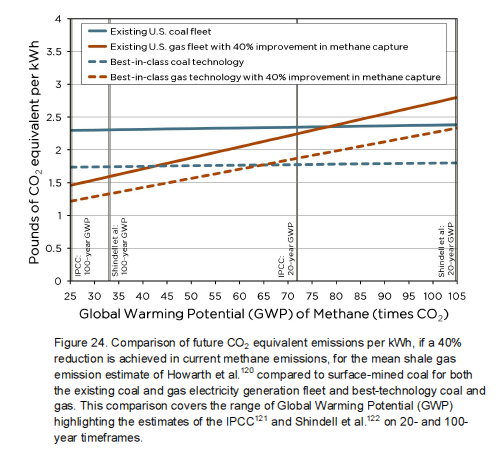 4
3.5
3
2.5
2
1.5
1
0.5
0
Pounds of CO2 equivalent per kWh
Existing U.S. coal fleet
Existing U.S. gas fleet with 40% improvement in methane capture
Best-in-class coal technology
Best-in-class gas technology with 40% improvement in methane capture
IPCC:
100-year GWP
Shindell et al:
100-year GWP
IPCC:
20-year GWP
Shindell et al:
20-year GWP
25 35 45 55 65 75 85 95 105
Global Warming Potential (GWP) of Methane (times CO2)
Figure 24. Comparison of future CO2 equivalent emissions per kWh, if a 40%
reduction is achieved in current methane emissions, for the mean shale gas
emission estimate of Howarth et al.120 compared to surface-mined coal for both
the existing coal and gas electricity generation fleet and best-technology coal and
gas. This comparison covers the range of Global Warming Potential (GWP)
highlighting the estimates of the IPCC121 and Shindell et al.122 on 20- and 100-
year timeframes.